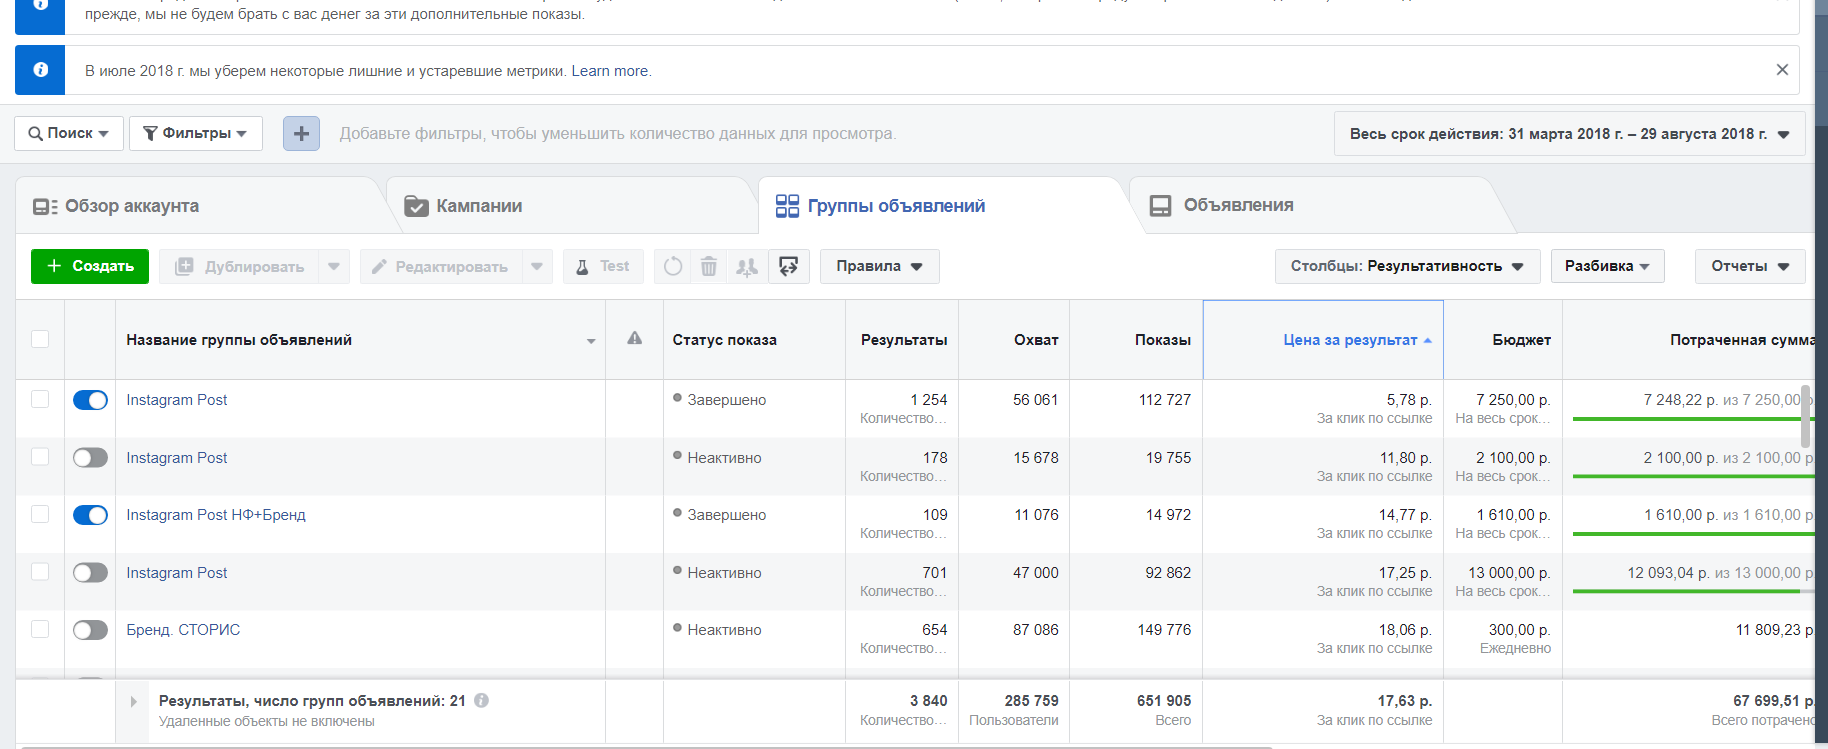 прежде, мы не будем брать с вас денег за эти дополнительные показы.
В июле 2018 г. мы уберем некоторые лишние и устаревшие метрики. Learn more.
Поиск Фильтры Добавьте фильтры, чтобы уменьшить количество данных для просмотра. Весь срок действия: 31 марта 2018 г. – 29 августа 2018 г.
Обзор аккаунта Кампании Группы объявлений Объявления
+ Создать Дублировать Редактировать Test Правила Столбцы: Результативность Разбивка Отчеты
Название группы объявлений Статус показа Результаты Охват Показы Цена за результат Бюджет Потраченная сумма
Instagram Post Завершено 1 254 56 061 112 727 5,78 р. 7 250,00 р. 7 248,22 р. из 7 250,00 р
Количество... За клик по ссылке На весь срок...
Instagram Post Неактивно 178 15 678 19 755 11,80 р. 2 100,00 р. 2 100,00 р. из 2 100,00 р
Количество... За клик по ссылке На весь срок...
Instagram Post НФ+Бренд Завершено 109 11 076 14 972 14,77 р. 1 610,00 р. 1 610,00 р. из 1 610,00 р
Количество... За клик по ссылке На весь срок...
Instagram Post Неактивно 701 47 000 92 862 17,25 р. 13 000,00 р. 12 093,04 р. из 13 000,00 р
Количество... За клик по ссылке На весь срок...
Бренд. СТОРИС Неактивно 654 87 086 149 776 18,06 р. 300,00 р. 11 809,23 р
Количество... За клик по ссылке Ежедневно
Результаты, число групп объявлений: 21 3 840 285 759 651 905 17,63 р. 67 699,51 р.
Удаленные объекты не включены Количество... Пользователи Всего За клик по ссылке Всего потрачено